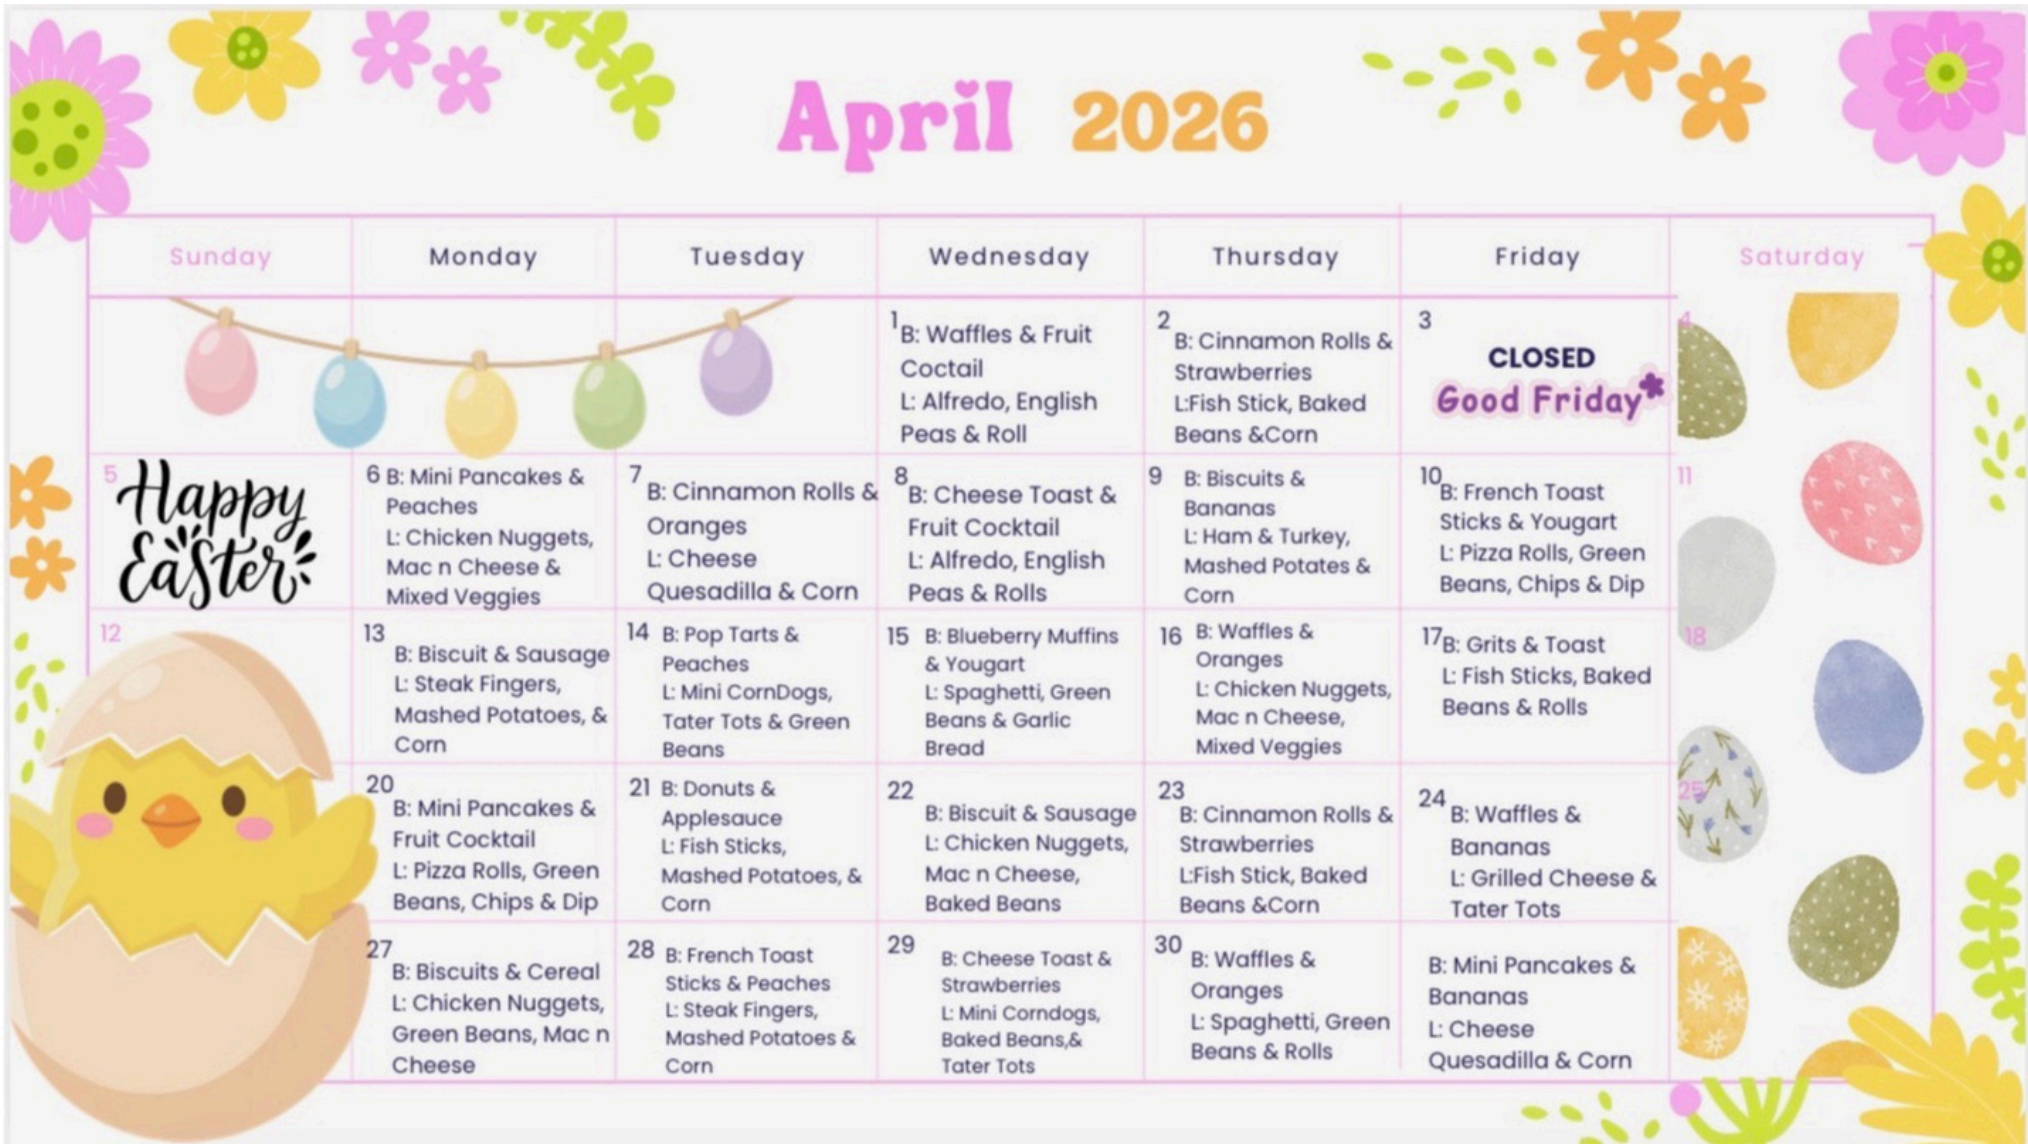 April 2026
Sunday
Monday
Tuesday
Wednesday
Thursday
Friday
Saturday
1
B: Waffles & Fruit
Coctail
L: Alfredo, English
Peas & Roll
2
B: Cinnamon Rolls &
Strawberries
L:Fish Stick, Baked
Beans &Corn
3
CLOSED
Good Friday
4
5
Happy
Easter
6 B: Mini Pancakes &
Peaches
L: Chicken Nuggets,
Mac n Cheese &
Mixed Veggies
7
B: Cinnamon Rolls &
Oranges
L: Cheese
Quesadilla & Corn
8
B: Cheese Toast &
Fruit Cocktail
L: Alfredo, English
Peas & Rolls
9 B: Biscuits &
Bananas
L: Ham & Turkey,
Mashed Potates &
Corn
10
B: French Toast
Sticks & Yougart
L: Pizza Rolls, Green
Beans, Chips & Dip
11
12
13
B: Biscuit & Sausage
L: Steak Fingers,
Mashed Potatoes, &
Corn
14 B: Pop Tarts &
Peaches
L: Mini CornDogs,
Tater Tots & Green
Beans
15 B: Blueberry Muffins
& Yougart
L: Spaghetti, Green
Beans & Garlic
Bread
16 B: Waffles &
Oranges
L: Chicken Nuggets,
Mac n Cheese,
Mixed Veggies
17 B: Grits & Toast
L: Fish Sticks, Baked
Beans & Rolls
18
20
B: Mini Pancakes &
Fruit Cocktail
L: Pizza Rolls, Green
Beans, Chips & Dip
21 B: Donuts &
Applesauce
L: Fish Sticks,
Mashed Potatoes, &
Corn
22
B: Biscuit & Sausage
L: Chicken Nuggets,
Mac n Cheese,
Baked Beans
23
B: Cinnamon Rolls &
Strawberries
L:Fish Stick, Baked
Beans &Corn
24
B: Waffles &
Bananas
L: Grilled Cheese &
Tater Tots
25
27
B: Biscuits & Cereal
L: Chicken Nuggets,
Green Beans, Mac n
Cheese
28 B: French Toast
Sticks & Peaches
L: Steak Fingers,
Mashed Potatoes &
Corn
29
B: Cheese Toast &
Strawberries
L: Mini Corndogs,
Baked Beans,&
Tater Tots
30 B: Waffles &
Oranges
L: Spaghetti, Green
Beans & Rolls
B: Mini Pancakes &
Bananas
L: Cheese
Quesadilla & Corn